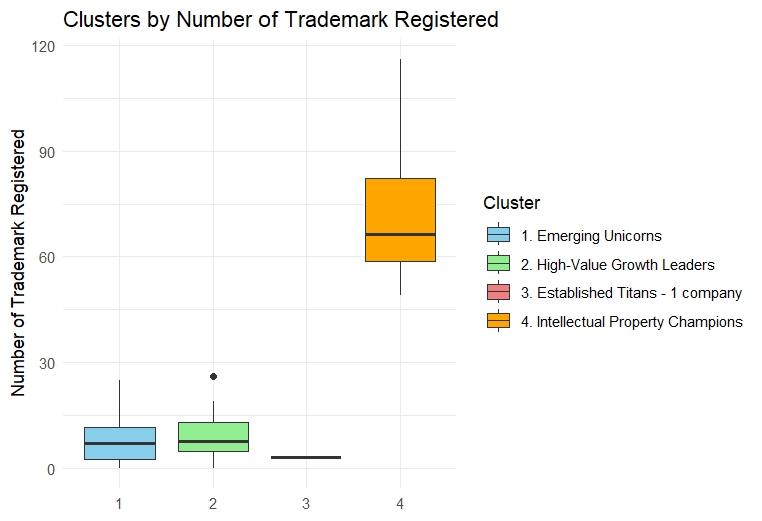 Clusters by Number of Trademark Registered
Number of Trademark Registered
120
90
60
30
0
1 2 3 4
Cluster
1. Emerging Unicorns
2. High-Value Growth Leaders
3. Established Titans - 1 company
4. Intellectual Property Champions